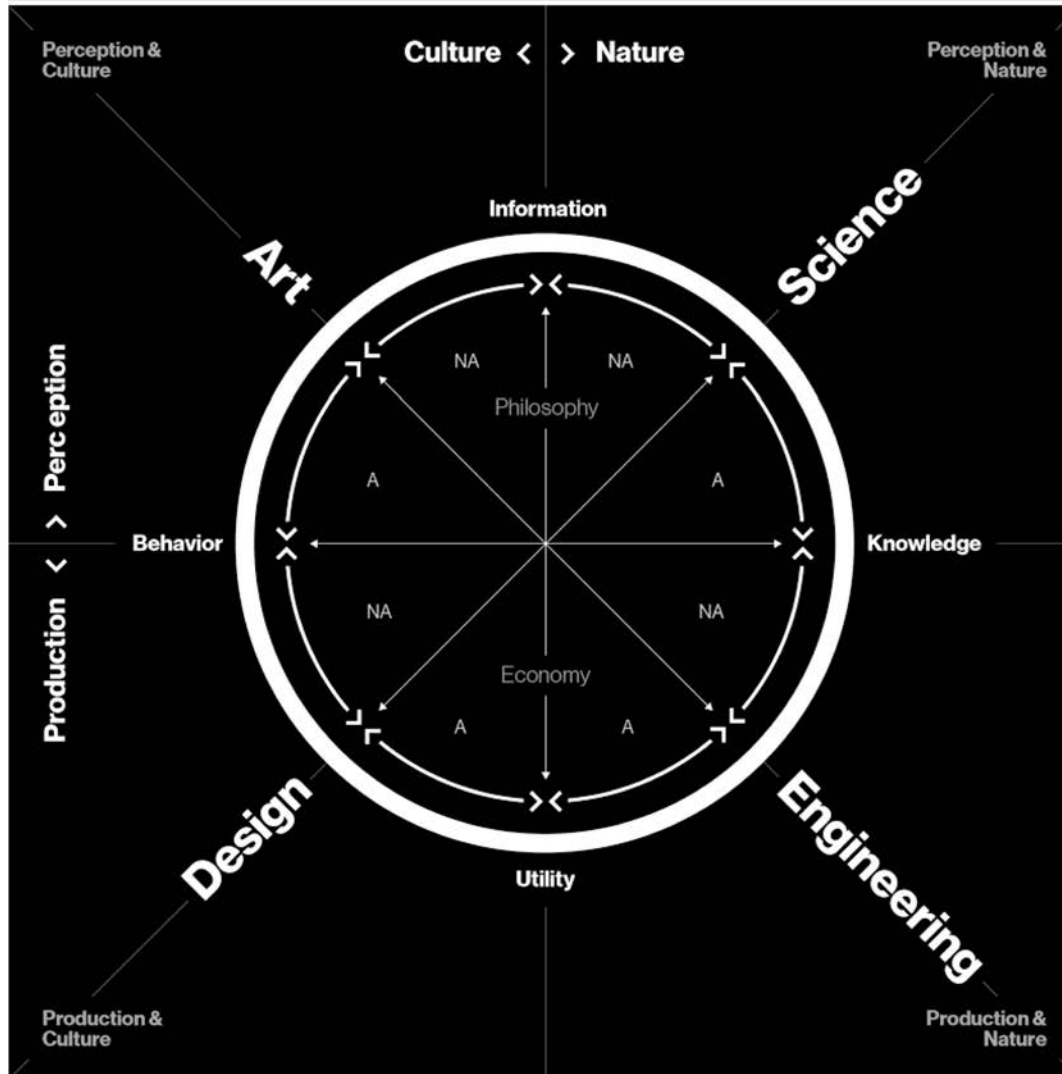 Perception &
Culture
Culture < > Nature
Perception &
Nature
Science
Information
Art
NA
NA
Philosophy
Production < > Perception
A
A
Behavior
Knowledge
NA
NA
Economy
A
A
Design
Engineering
Utility
Production &
Culture
Production &
Nature